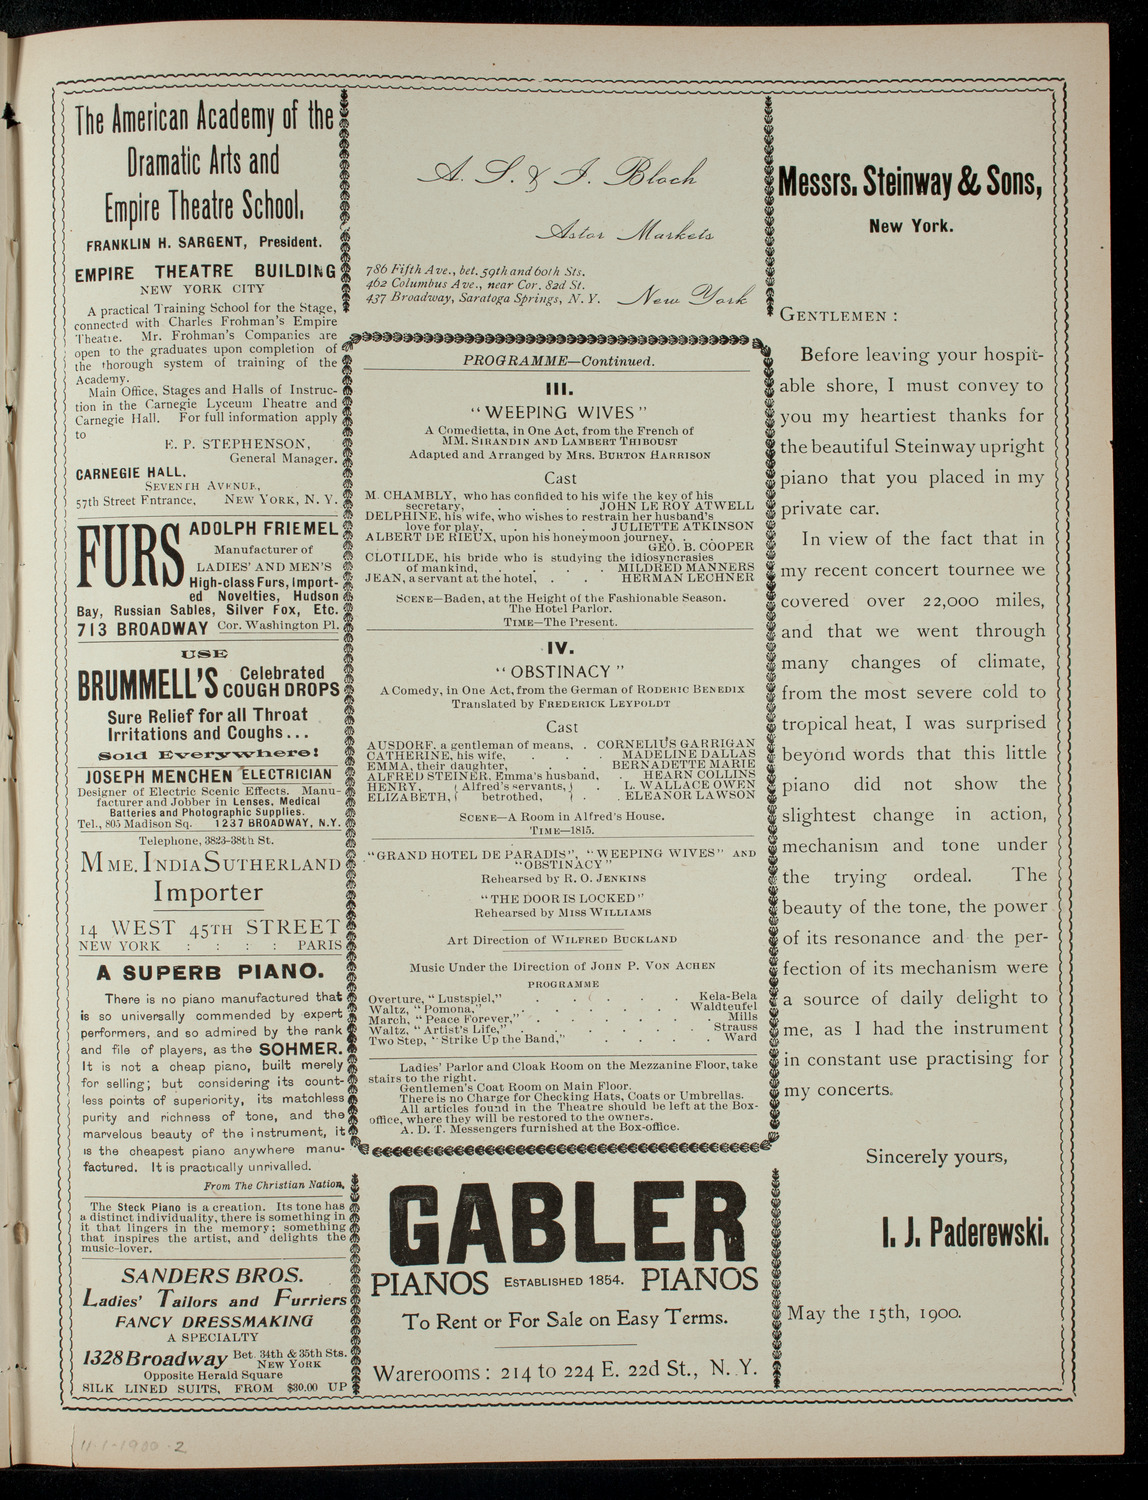 The American Academy of the
Dramatic Arts and
Empire Theatre School.
FRANKLIN H. SARGENT, President.
EMPIRE THEATRE BUILDING
NEW YORK CITY
A practical Training School for the Stage,
connected with Charles Frohman's Empire
Theatre. Mr. Frohman's Companies are
open to the graduates upon completion of
the thorough system of training of the
Academy.
Main Office, Stages and Halls of Instruc-
tion in the Carnegie Lyceum Theatre and
Carnegie Hall. For full information apply
to
E. P. STEPHENSON,
General Manager.
CARNEGIE HALL.
SEVENTH AVENUE,
57th Street Entrance, NEW YORK, N. Y.
FURS
ADOLPH FRIEMEL
Manufacturer of
LADIES' AND MEN'S
High-class Furs, Import-
ed Novelties, Hudson
Bay, Russian Sables, Silver Fox, Etc.
713 BROADWAY Cor. Washington Pl.
USE
BRUMMELL'S Celebrated
COUGH DROPS
Sure Relief for all Throat
Irritations and Coughs...
Sold Everywhere!
JOSEPH MENCHEN ELECTRICIAN
Designer of Electric Scenic Effects. Manu-
facturer and Jobber in Lenses, Medical
Batteries and Photographic Supplies.
Tel., 805 Madison Sq. 1237 BROADWAY, N.Y.
Telephone, 3823-38th St.
MME. INDIA SUTHERLAND
Importer
14 WEST 45TH STREET
NEW YORK : : : : PARIS
A SUPERB PIANO.
There is no piano manufactured that
is so universally commended by expert
performers, and so admired by the rank
and file of players, as the SOHMER.
It is not a cheap piano, built merely
for selling; but considering its count-
less points of superiority, its matchless
purity and richness of tone, and the
marvelous beauty of the instrument, it
is the cheapest piano anywhere manu-
factured. It is practically unrivalled.
From The Christian Nation.
The Steck Piano is a creation. Its tone has
a distinct individuality, there is something in
it that lingers in the memory; something
that inspires the artist, and delights the
music-lover.
SANDERS BROS.
Ladies' Tailors and Furriers
FANCY DRESSMAKING
A SPECIALTY
1328 Broadway Bet. 34th & 35th Sts.
NEW YORK
Opposite Herald Square
SILK LINED SUITS, FROM $30.00 UP
A. S. & J. Bloch
Astor Markets
786 Fifth Ave., bet. 59th and 60th Sts.
462 Columbus Ave., near Cor. 82d St.
437 Broadway, Saratoga Springs, N. Y. New York
PROGRAMME—Continued.
III.
"WEEPING WIVES"
A Comedietta, in One Act, from the French of
MM. SIRANDIN AND LAMBERT THIBOUST
Adapted and Arranged by MRS. BURTON HARRISON
Cast
M. CHAMBLY, who has confided to his wife the key of his
secretary, . . . . JOHN LE ROY ATWELL
DELPHINE, his wife, who wishes to restrain her husband's
love for play, . . . . JULIETTE ATKINSON
ALBERT DE RIEUX, upon his honeymoon journey, . .
GEO. B. COOPER
CLOTILDE, his bride who is studying the idiosyncrasies
of mankind, . . . . . MILDRED MANNERS
JEAN, a servant at the hotel, . . . HERMAN LECHNER
SCENE—Baden, at the Height of the Fashionable Season.
The Hotel Parlor.
TIME—The Present.
IV.
"OBSTINACY"
A Comedy, in One Act, from the German of RODERIC BENEDIX
Translated by FREDERICK LEYPOLDT
Cast
AUSDORF, a gentleman of means, . CORNELIUS GARRIGAN
CATHERINE, his wife, . . . . MADELINE DALLAS
EMMA, their daughter, . . . . BERNADETTE MARIE
ALFRED STEINER, Emma's husband, . HEARN COLLINS
HENRY, { Alfred's servants, } . L. WALLACE OWEN
ELIZABETH, { betrothed, } . . ELEANOR LAWSON
SCENE—A Room in Alfred's House.
TIME—1815.
"GRAND HOTEL DE PARADIS", "WEEPING WIVES" AND
"OBSTINACY"
Rehearsed by R. O. JENKINS
"THE DOOR IS LOCKED"
Rehearsed by MISS WILLIAMS
Art Direction of WILFRED BUCKLAND
Music Under the Direction of JOHN P. VON ACHEN
PROGRAMME
Overture, "Lustspiel," . . . . . Kela-Bela
Waltz, "Pomona," . . . . . Waldteufel
March, "Peace Forever," . . . . . . Mills
Waltz, "Artist's Life," . . . . . . Strauss
Two Step, "Strike Up the Band," . . . . Ward
Ladies' Parlor and Cloak Room on the Mezzanine Floor, take
stairs to the right.
Gentlemen's Coat Room on Main Floor.
There is no Charge for Checking Hats, Coats or Umbrellas.
All articles found in the Theatre should be left at the Box-
office, where they will be restored to the owners.
A. D. T. Messengers furnished at the Box-office.
GABLER
PIANOS ESTABLISHED 1854. PIANOS
To Rent or For Sale on Easy Terms.
Warerooms: 214 to 224 E. 22d St., N. Y.
Messrs. Steinway & Sons,
New York.
GENTLEMEN:
Before leaving your hospit-
able shore, I must convey to
you my heartiest thanks for
the beautiful Steinway upright
piano that you placed in my
private car.
In view of the fact that in
my recent concert tournee we
covered over 22,000 miles,
and that we went through
many changes of climate,
from the most severe cold to
tropical heat, I was surprised
beyond words that this little
piano did not show the
slightest change in action,
mechanism and tone under
the trying ordeal. The
beauty of the tone, the power
of its resonance and the per-
fection of its mechanism were
a source of daily delight to
me, as I had the instrument
in constant use practising for
my concerts.
Sincerely yours,
I. J. Paderewski.
May the 15th, 1900.
11-1-1900-2